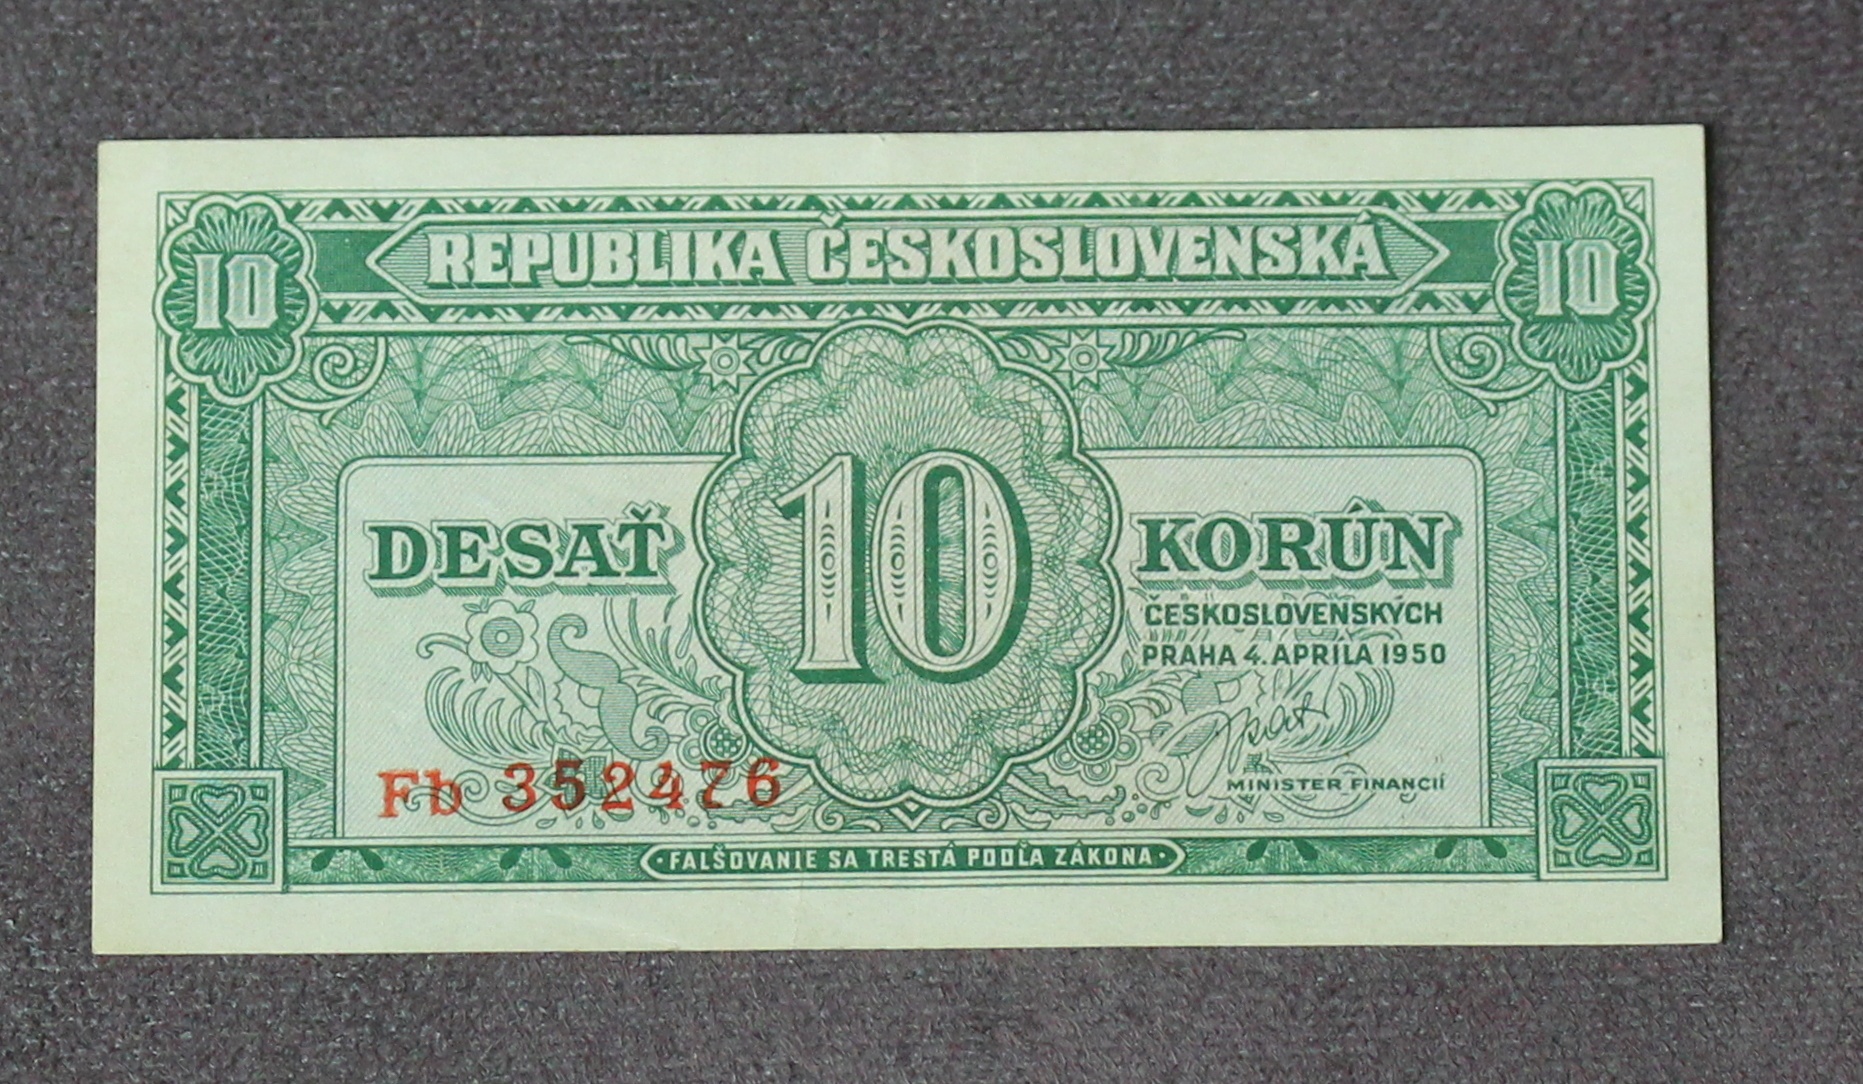 REPUBLIKA ČESKOSLOVENSKÁ
10
10
DESAŤ
10
KORÚN
ČESKOSLOVENSKÝCH
PRAHA 4. APRÍLA 1950
MINISTER FINANCIÍ
Fb 352476
·FALŠOVANIE SA TRESTÁ PODĽA ZÁKONA·